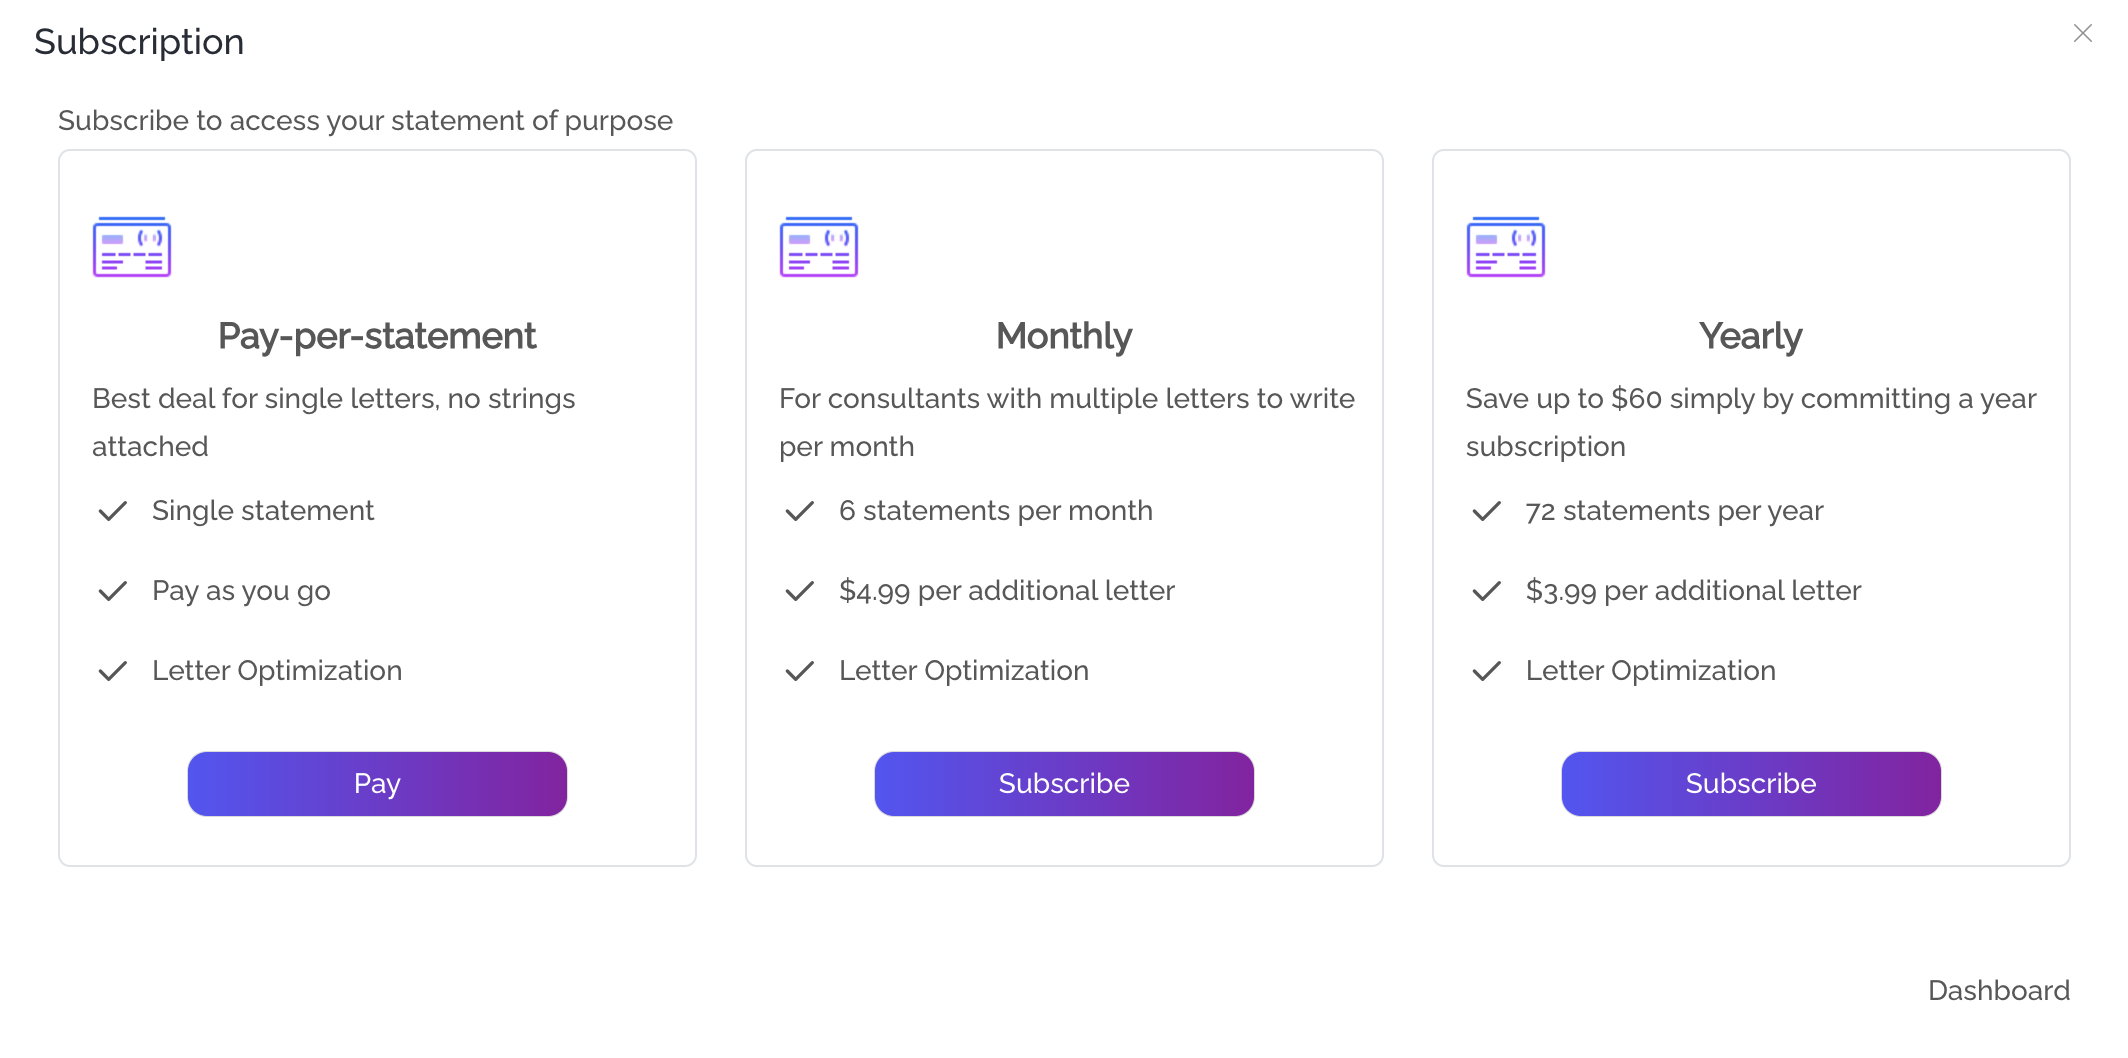 Subscription
Subscribe to access your statement of purpose
Pay-per-statement
Best deal for single letters, no strings
attached
Single statement
Pay as you go
Letter Optimization
Pay
Monthly
For consultants with multiple letters to write
per month
6 statements per month
$4.99 per additional letter
Letter Optimization
Subscribe
Yearly
Save up to $60 simply by committing a year
subscription
72 statements per year
$3.99 per additional letter
Letter Optimization
Subscribe
Dashboard